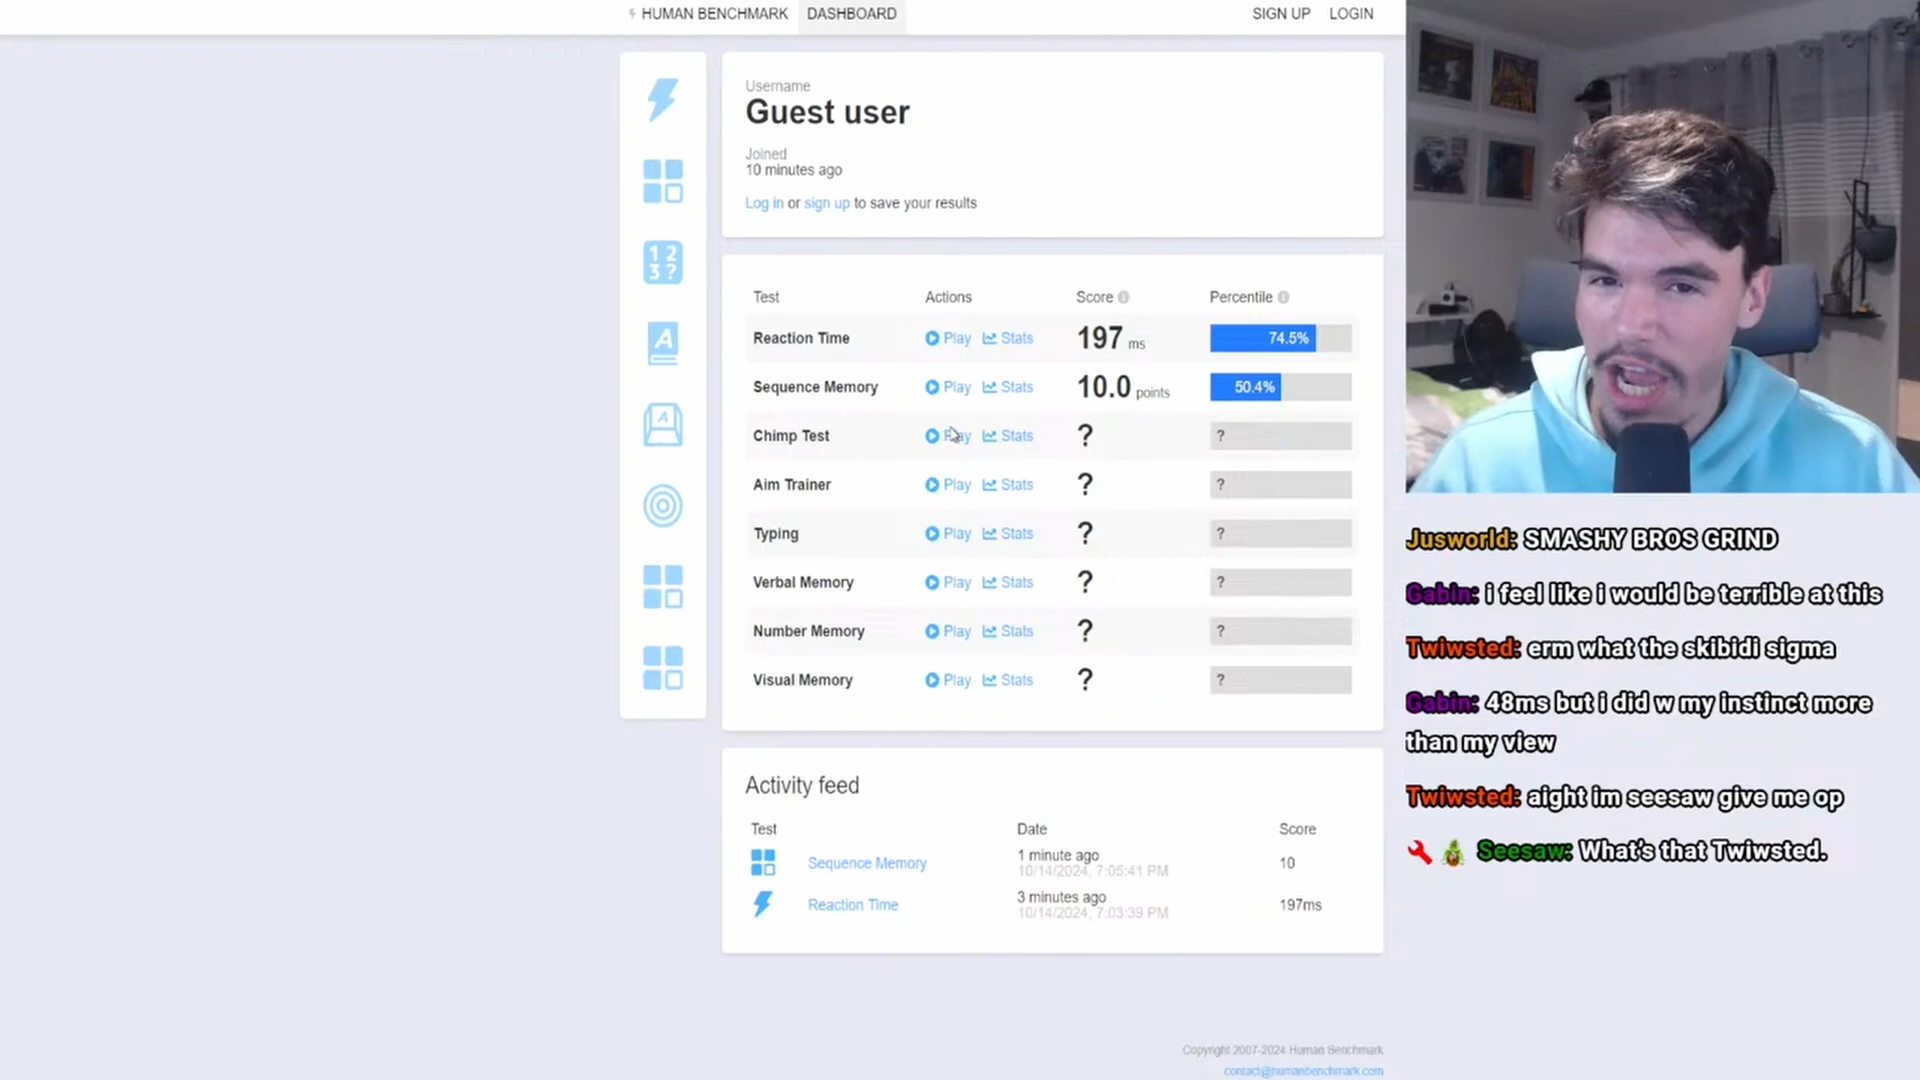 HUMAN BENCHMARK DASHBOARD SIGN UP LOGIN
Username
Guest user
Joined
10 minutes ago
Log in or sign up to save your results
Test Actions Score Percentile
Reaction Time Play Stats 197 ms 74.5%
Sequence Memory Play Stats 10.0 points 50.4%
Chimp Test Play Stats ? ?
Aim Trainer Play Stats ? ?
Typing Play Stats ? ?
Verbal Memory Play Stats ? ?
Number Memory Play Stats ? ?
Visual Memory Play Stats ? ?
1 2
3 ?
A
A
Activity feed
Test Date Score
Sequence Memory 1 minute ago 10
10/14/2024, 7:05:41 PM
Reaction Time 3 minutes ago 197ms
10/14/2024, 7:03:39 PM
Copyright 2007-2024 Human Benchmark
contact@humanbenchmark.com
Jusworld: SMASHY BROS GRIND
Gabin: i feel like i would be terrible at this
Twiwsted: erm what the skibidi sigma
Gabin: 48ms but i did w my instinct more
than my view
Twiwsted: aight im seesaw give me op
Seesaw: What's that Twiwsted.